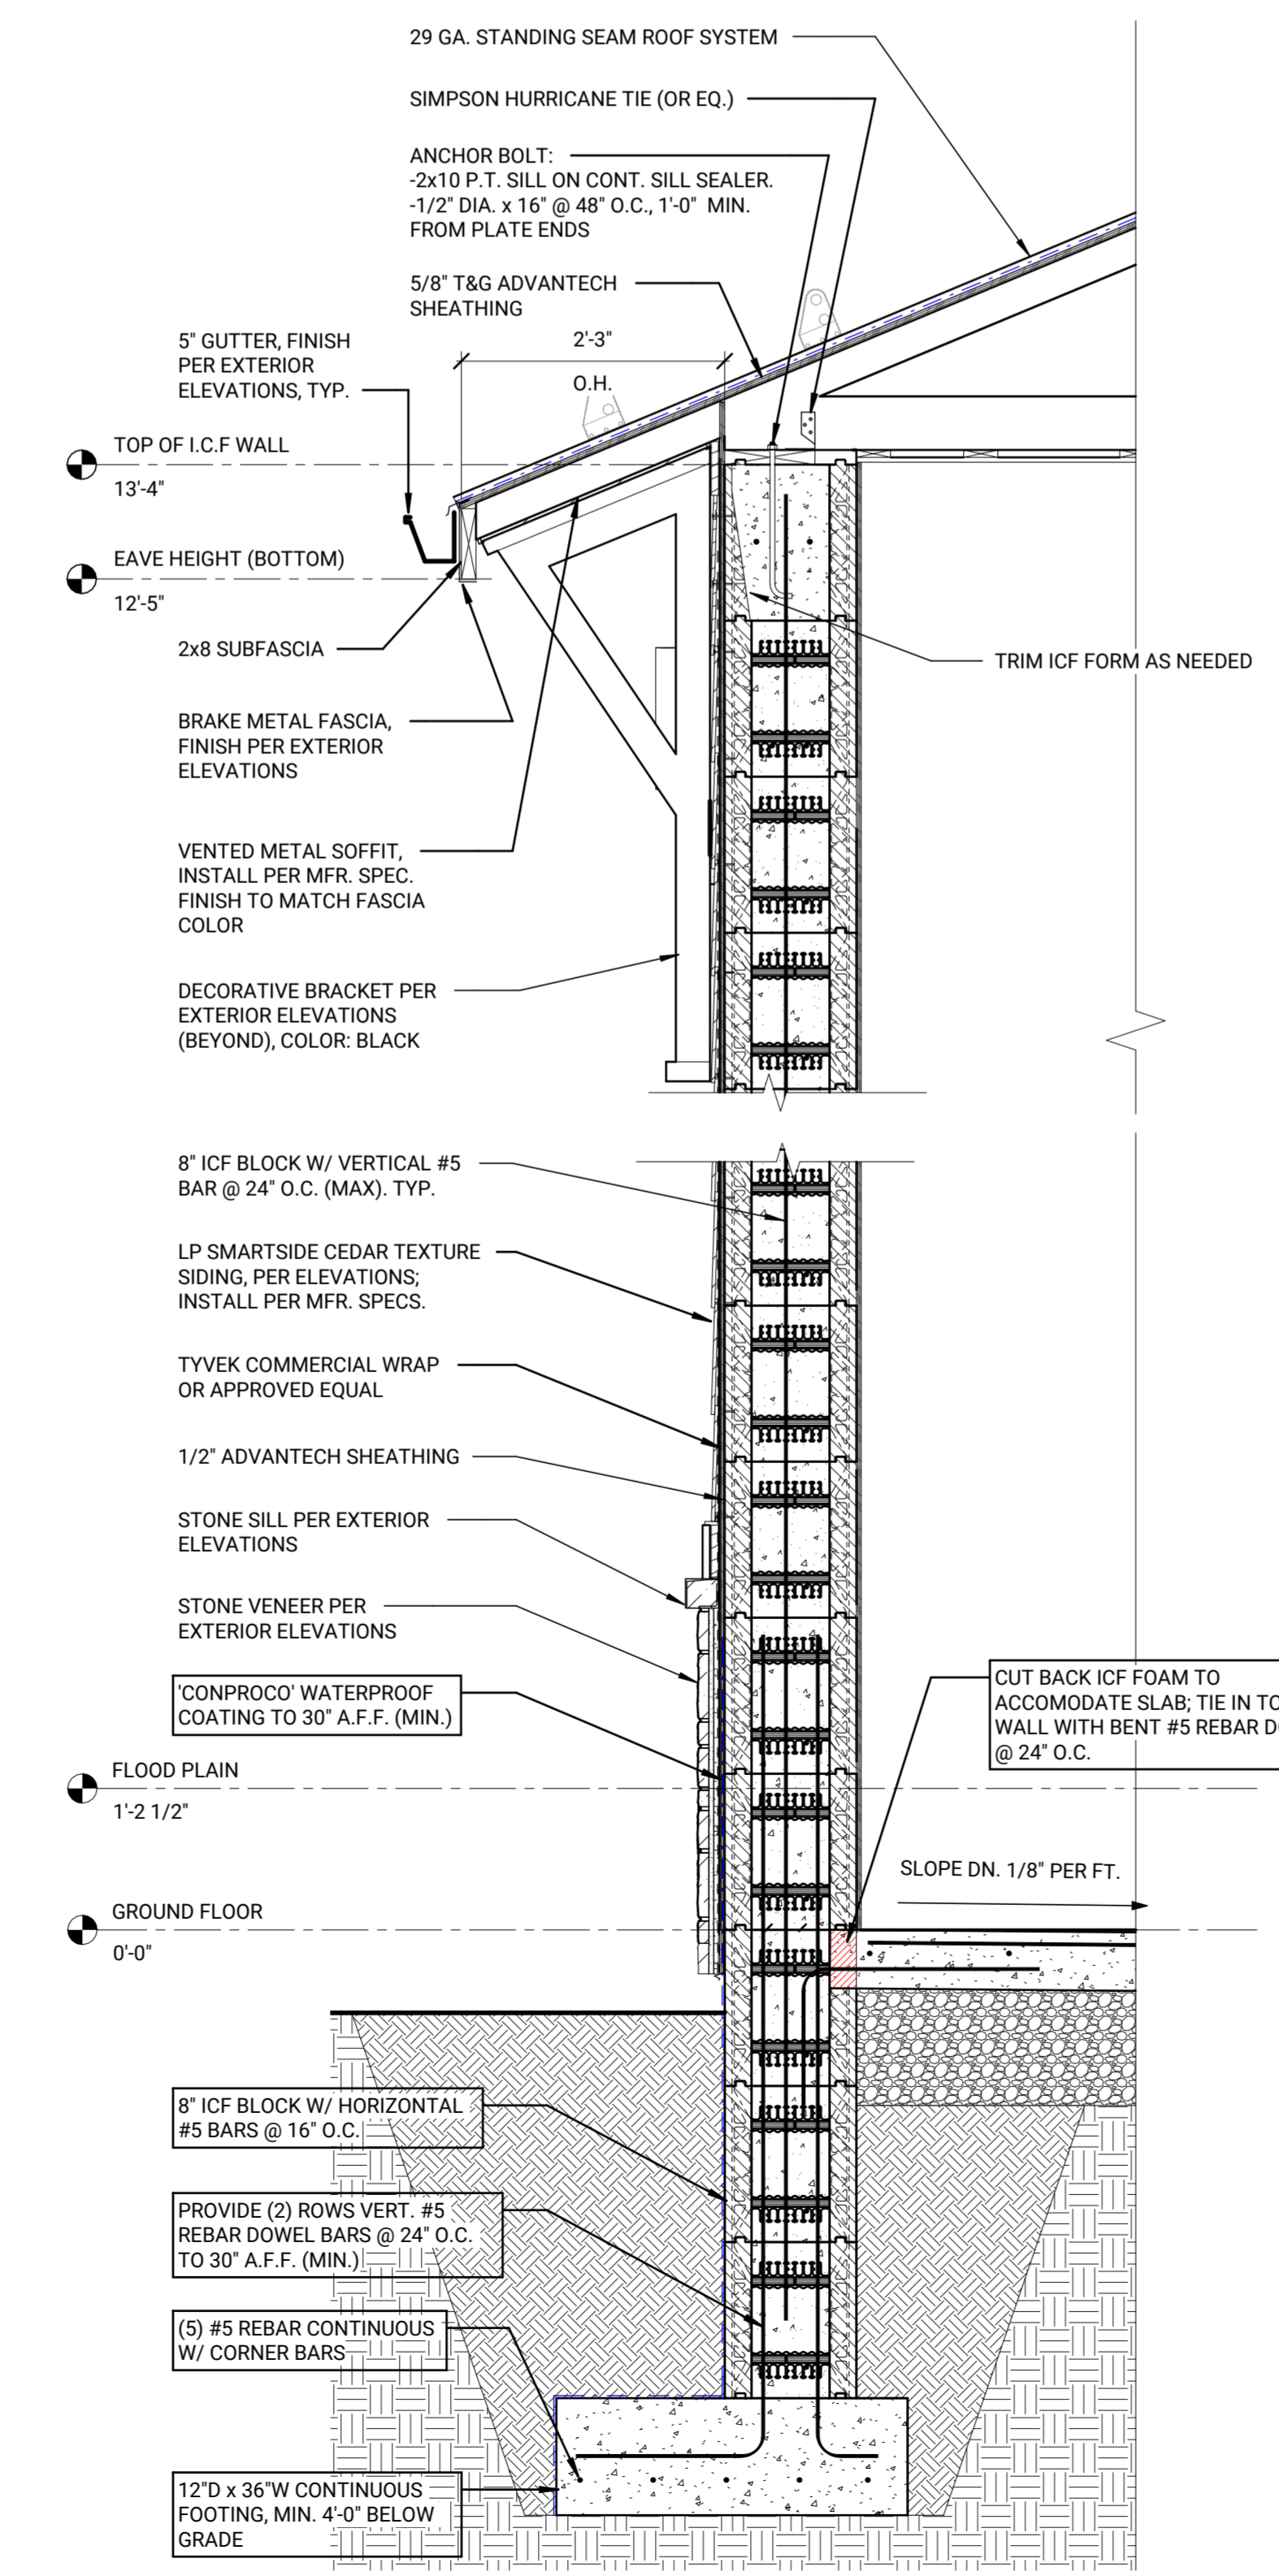 29 GA. STANDING SEAM ROOF SYSTEM
SIMPSON HURRICANE TIE (OR EQ.)
ANCHOR BOLT:
-2x10 P.T. SILL ON CONT. SILL SEALER.
-1/2" DIA. x 16" @ 48" O.C., 1'-0" MIN.
FROM PLATE ENDS
5/8" T&G ADVANTECH
SHEATHING
2'-3"
O.H.
5" GUTTER, FINISH
PER EXTERIOR
ELEVATIONS, TYP.
TOP OF I.C.F WALL
13'-4"
EAVE HEIGHT (BOTTOM)
12'-5"
2x8 SUBFASCIA
TRIM ICF FORM AS NEEDED
BRAKE METAL FASCIA,
FINISH PER EXTERIOR
ELEVATIONS
VENTED METAL SOFFIT,
INSTALL PER MFR. SPEC.
FINISH TO MATCH FASCIA
COLOR
DECORATIVE BRACKET PER
EXTERIOR ELEVATIONS
(BEYOND), COLOR: BLACK
8" ICF BLOCK W/ VERTICAL #5
BAR @ 24" O.C. (MAX). TYP.
LP SMARTSIDE CEDAR TEXTURE
SIDING, PER ELEVATIONS;
INSTALL PER MFR. SPECS.
TYVEK COMMERCIAL WRAP
OR APPROVED EQUAL
1/2" ADVANTECH SHEATHING
STONE SILL PER EXTERIOR
ELEVATIONS
STONE VENEER PER
EXTERIOR ELEVATIONS
'CONPROCO' WATERPROOF
COATING TO 30" A.F.F. (MIN.)
CUT BACK ICF FOAM TO
ACCOMODATE SLAB; TIE IN TO
WALL WITH BENT #5 REBAR
@ 24" O.C.
FLOOD PLAIN
1'-2 1/2"
SLOPE DN. 1/8" PER FT.
GROUND FLOOR
0'-0"
8" ICF BLOCK W/ HORIZONTAL
#5 BARS @ 16" O.C.
PROVIDE (2) ROWS VERT. #5
REBAR DOWEL BARS @ 24" O.C.
TO 30" A.F.F. (MIN.)
(5) #5 REBAR CONTINUOUS
W/ CORNER BARS
12"D x 36"W CONTINUOUS
FOOTING, MIN. 4'-0" BELOW
GRADE